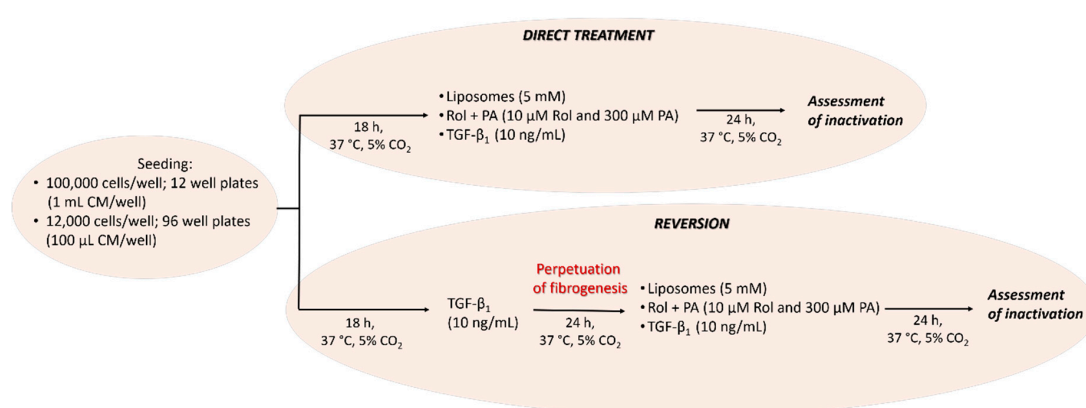 DIRECT TREATMENT
• Liposomes (5 mM)
• Rol + PA (10 µM Rol and 300 µM PA)
• TGF-β₁ (10 ng/mL)
18 h,
37 °C, 5% CO₂
24 h,
37 °C, 5% CO₂
Assessment
of inactivation
Seeding:
• 100,000 cells/well; 12 well plates
(1 mL CM/well)
• 12,000 cells/well; 96 well plates
(100 µL CM/well)
REVERSION
18 h,
37 °C, 5% CO₂
TGF-β₁
(10 ng/mL)
Perpetuation
of fibrogenesis
24 h,
37 °C, 5% CO₂
• Liposomes (5 mM)
• Rol + PA (10 µM Rol and 300 µM PA)
• TGF-β₁ (10 ng/mL)
24 h,
37 °C, 5% CO₂
Assessment
of inactivation